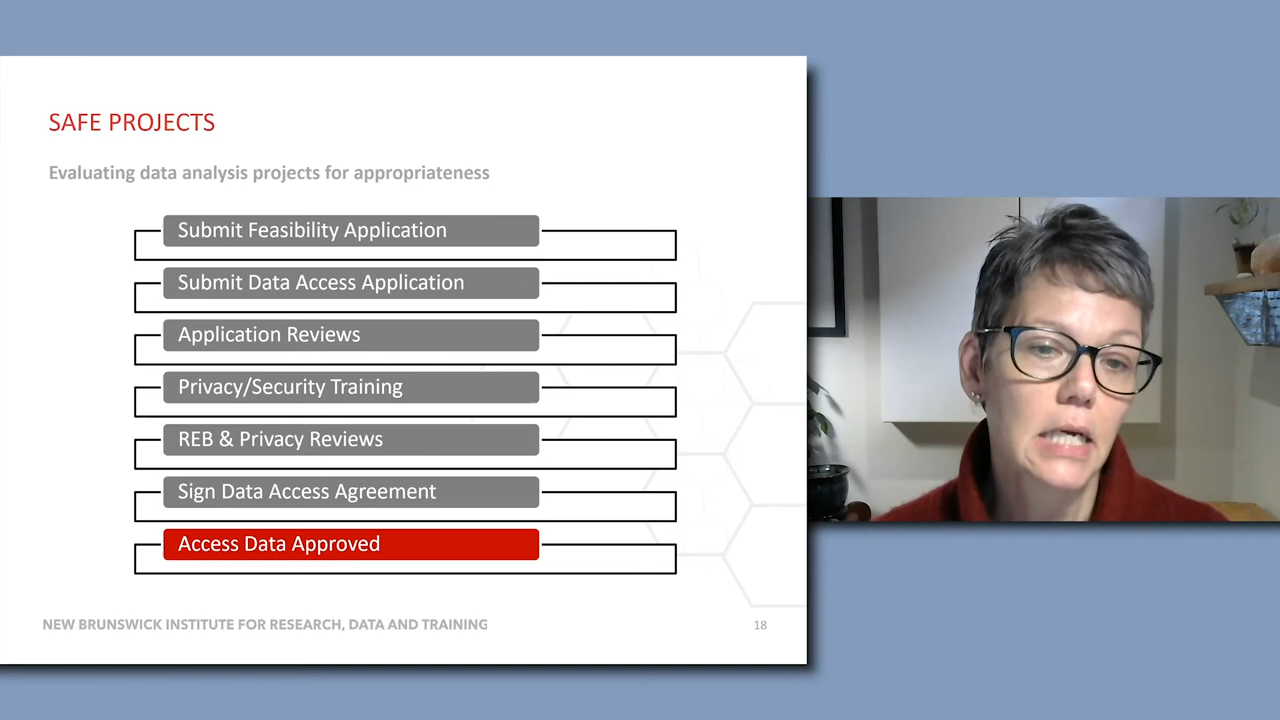 SAFE PROJECTS
Evaluating data analysis projects for appropriateness
Submit Feasibility Application
Submit Data Access Application
Application Reviews
Privacy/Security Training
REB & Privacy Reviews
Sign Data Access Agreement
Access Data Approved
NEW BRUNSWICK INSTITUTE FOR RESEARCH, DATA AND TRAINING
18